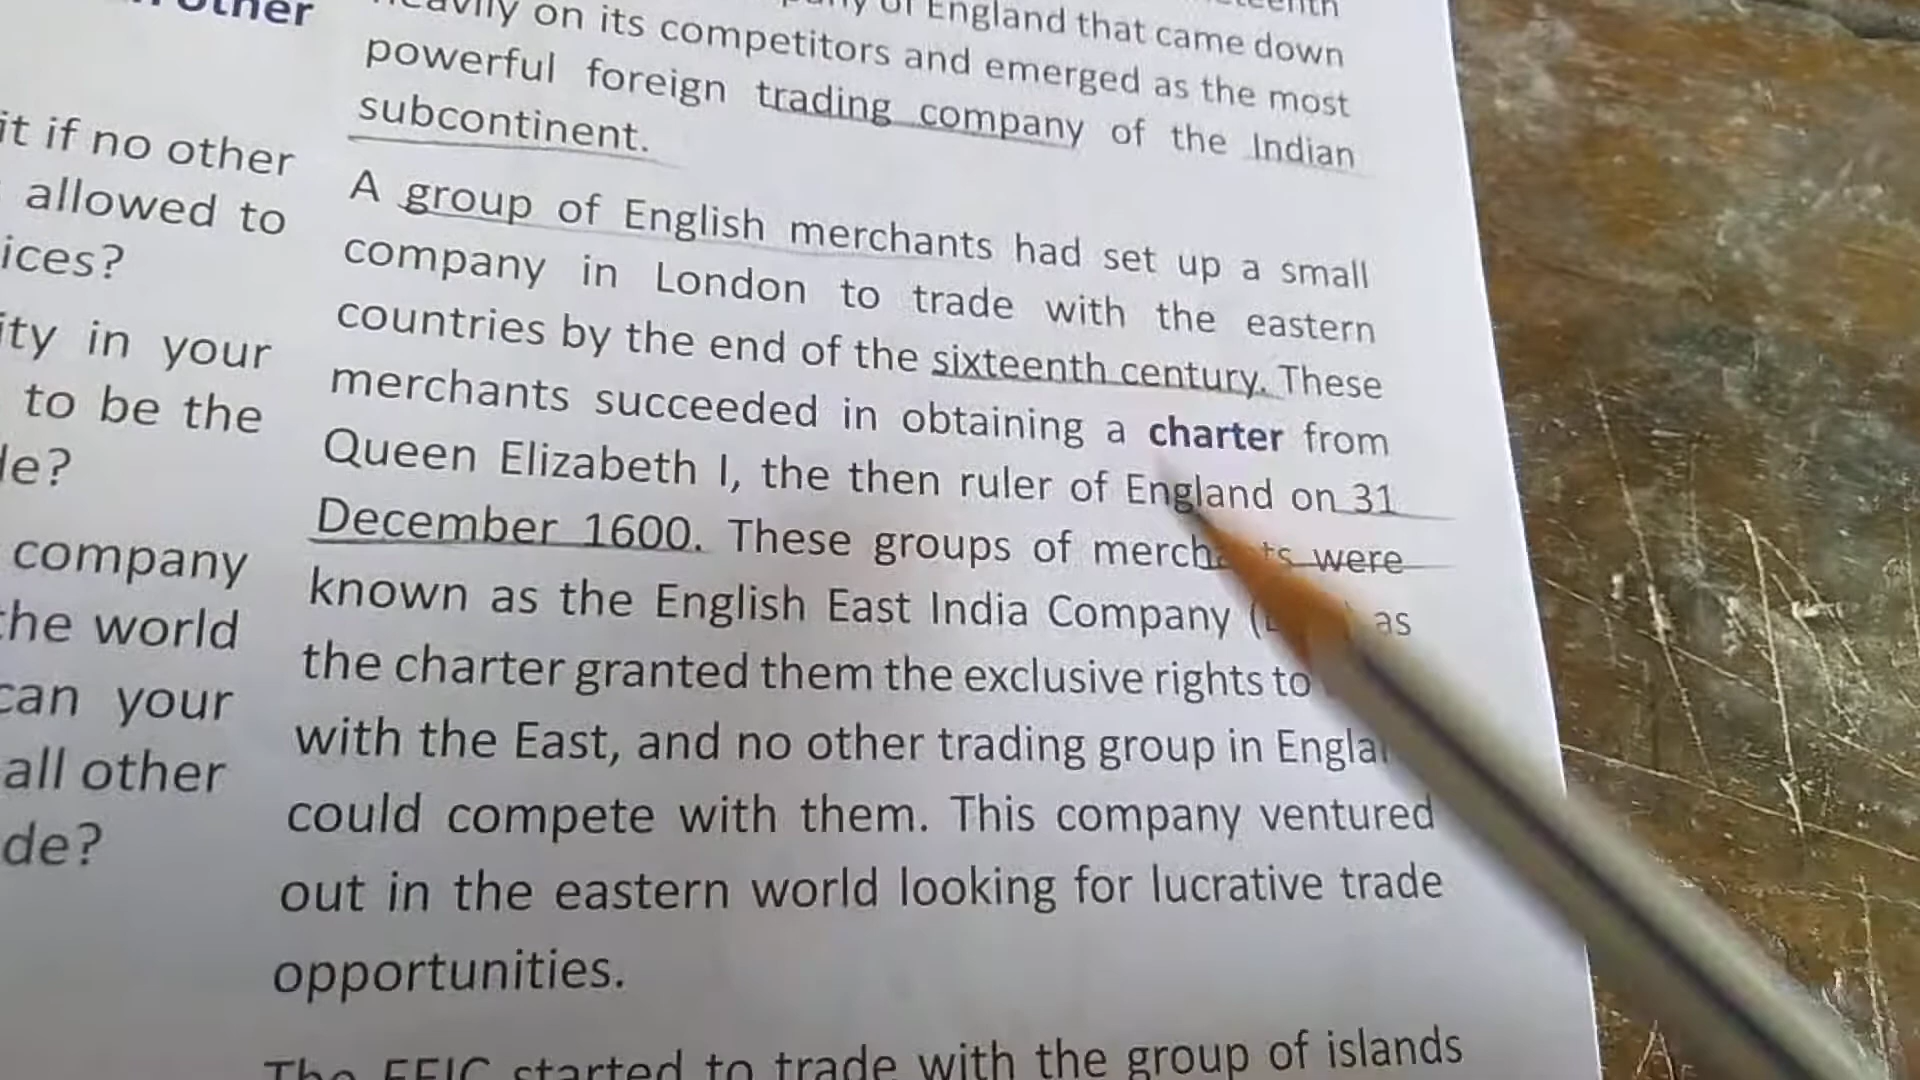 other
it if no other
allowed to
ices?
ity in your
to be the
le?
company
the world
can your
all other
de?
of England that came down
heavily on its competitors and emerged as the most
powerful foreign trading company of the Indian
subcontinent.
A group of English merchants had set up a small
company in London to trade with the eastern
countries by the end of the sixteenth century. These
merchants succeeded in obtaining a charter from
Queen Elizabeth I, the then ruler of England on 31
December 1600. These groups of merchants were
known as the English East India Company ( as
the charter granted them the exclusive rights to
with the East, and no other trading group in Engla
could compete with them. This company ventured
out in the eastern world looking for lucrative trade
opportunities.
The EEIC started to trade with the group of islands